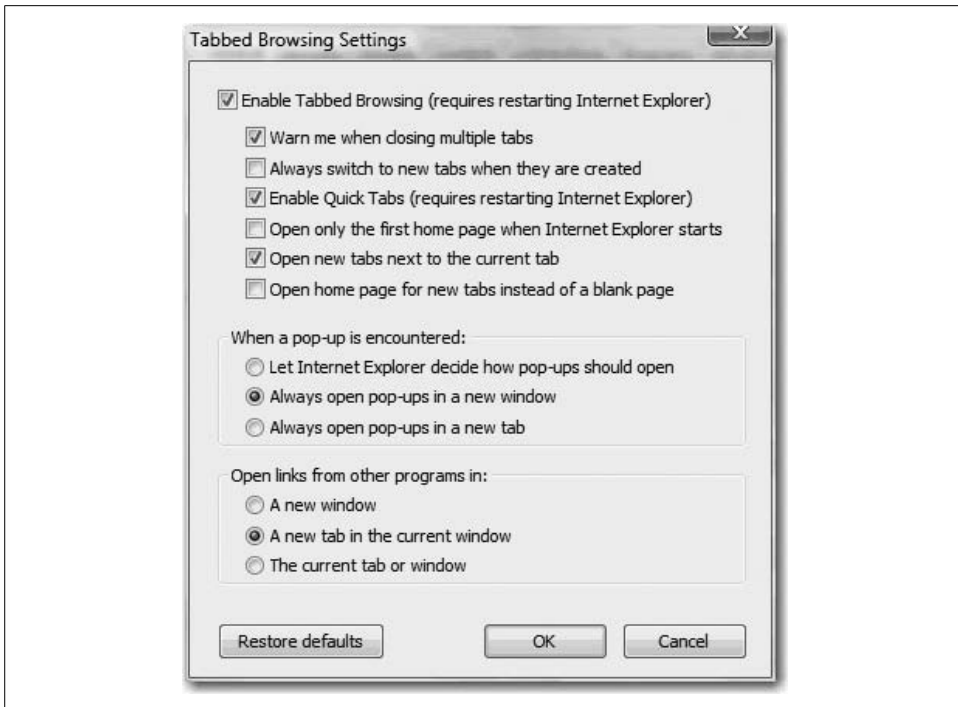 Tabbed Browsing Settings
Enable Tabbed Browsing (requires restarting Internet Explorer)
Warn me when closing multiple tabs
Always switch to new tabs when they are created
Enable Quick Tabs (requires restarting Internet Explorer)
Open only the first home page when Internet Explorer starts
Open new tabs next to the current tab
Open home page for new tabs instead of a blank page
When a pop-up is encountered:
Let Internet Explorer decide how pop-ups should open
Always open pop-ups in a new window
Always open pop-ups in a new tab
Open links from other programs in:
A new window
A new tab in the current window
The current tab or window
Restore defaults OK Cancel